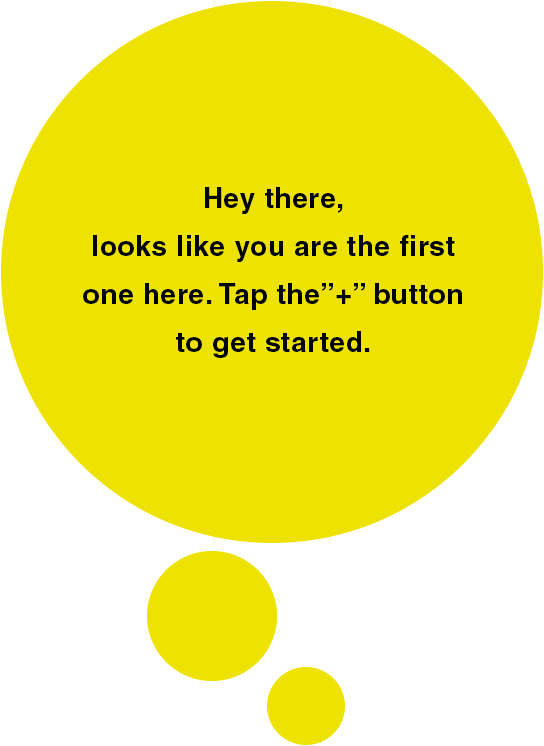 Hey there,
looks like you are the first
one here. Tap the”+” button
to get started.